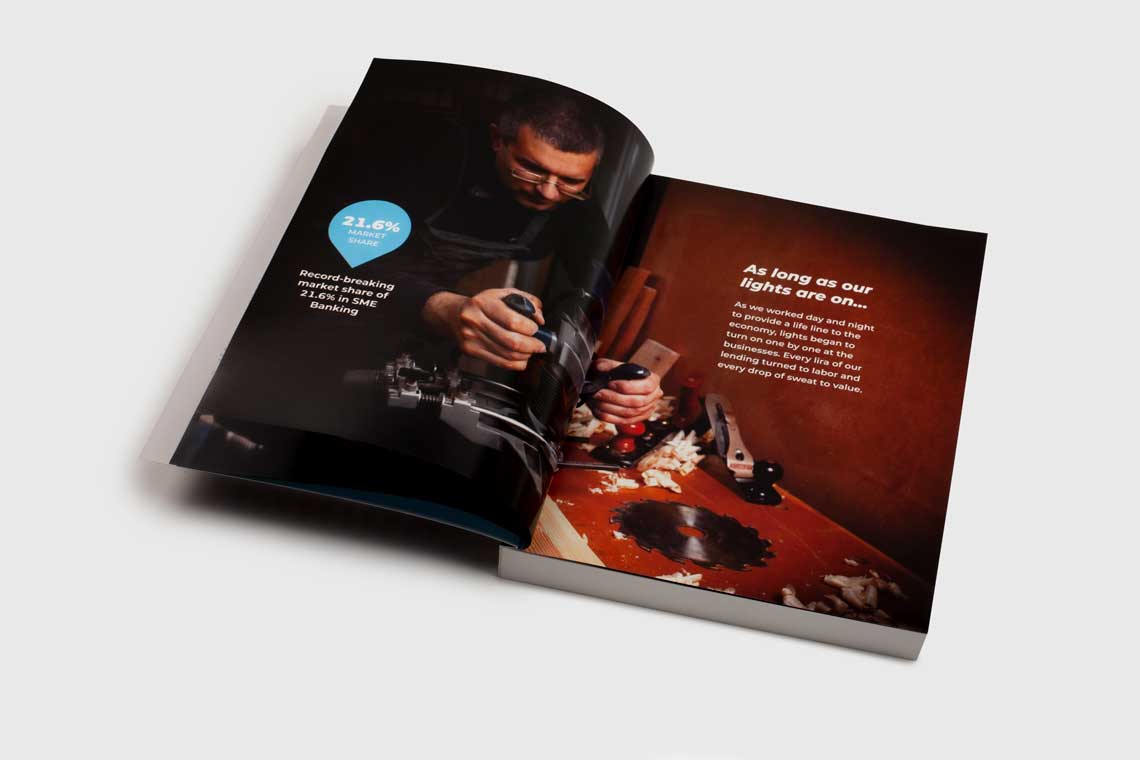 21.6%
MARKET
SHARE
Record-breaking
market share of
21.6% in SME
Banking
As long as our
lights are on...
As we worked day and night
to provide a life line to the
economy, lights began to
turn on one by one at the
businesses. Every lira of our
lending turned to labor and
every drop of sweat to value.